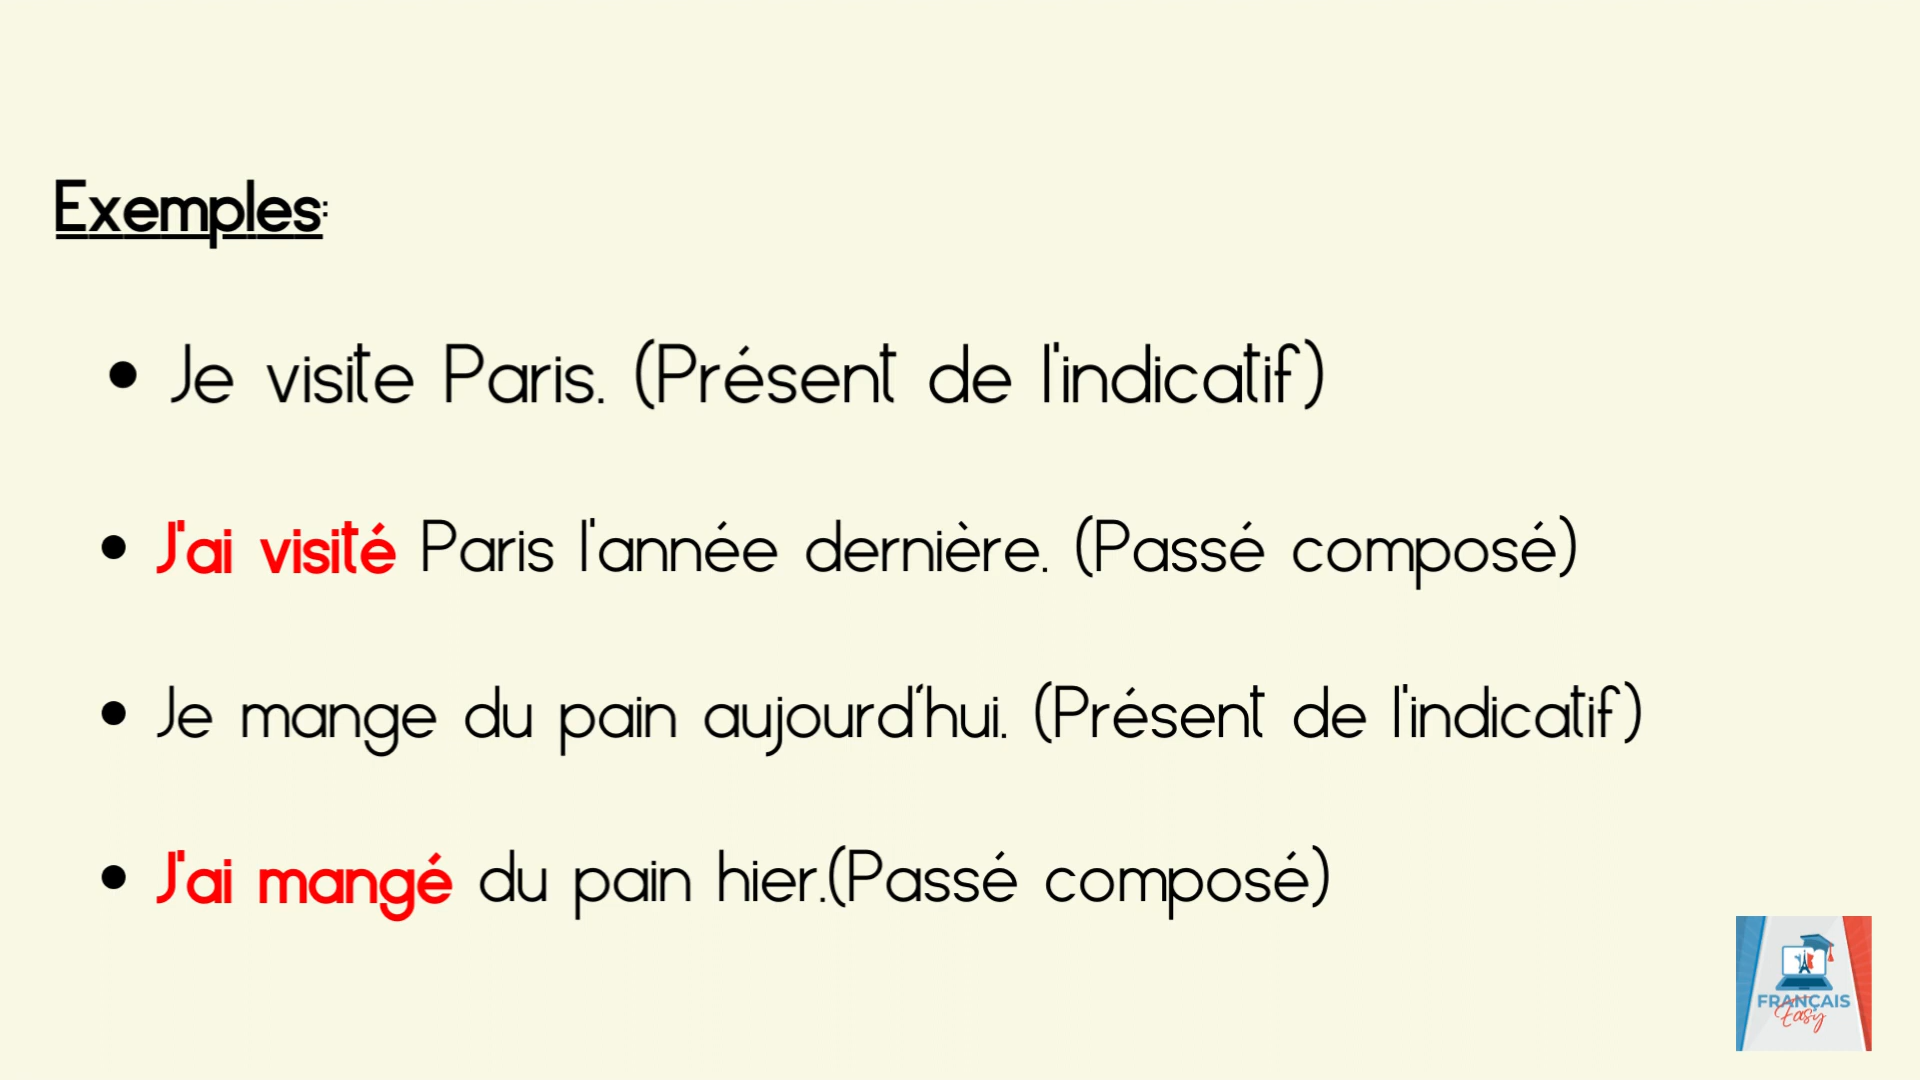 Exemples:
• Je visite Paris. (Présent de l'indicatif)
• J'ai visité Paris l'année dernière. (Passé composé)
• Je mange du pain aujourd'hui. (Présent de l'indicatif)
• J'ai mangé du pain hier.(Passé composé)
FRANÇAIS
Easy